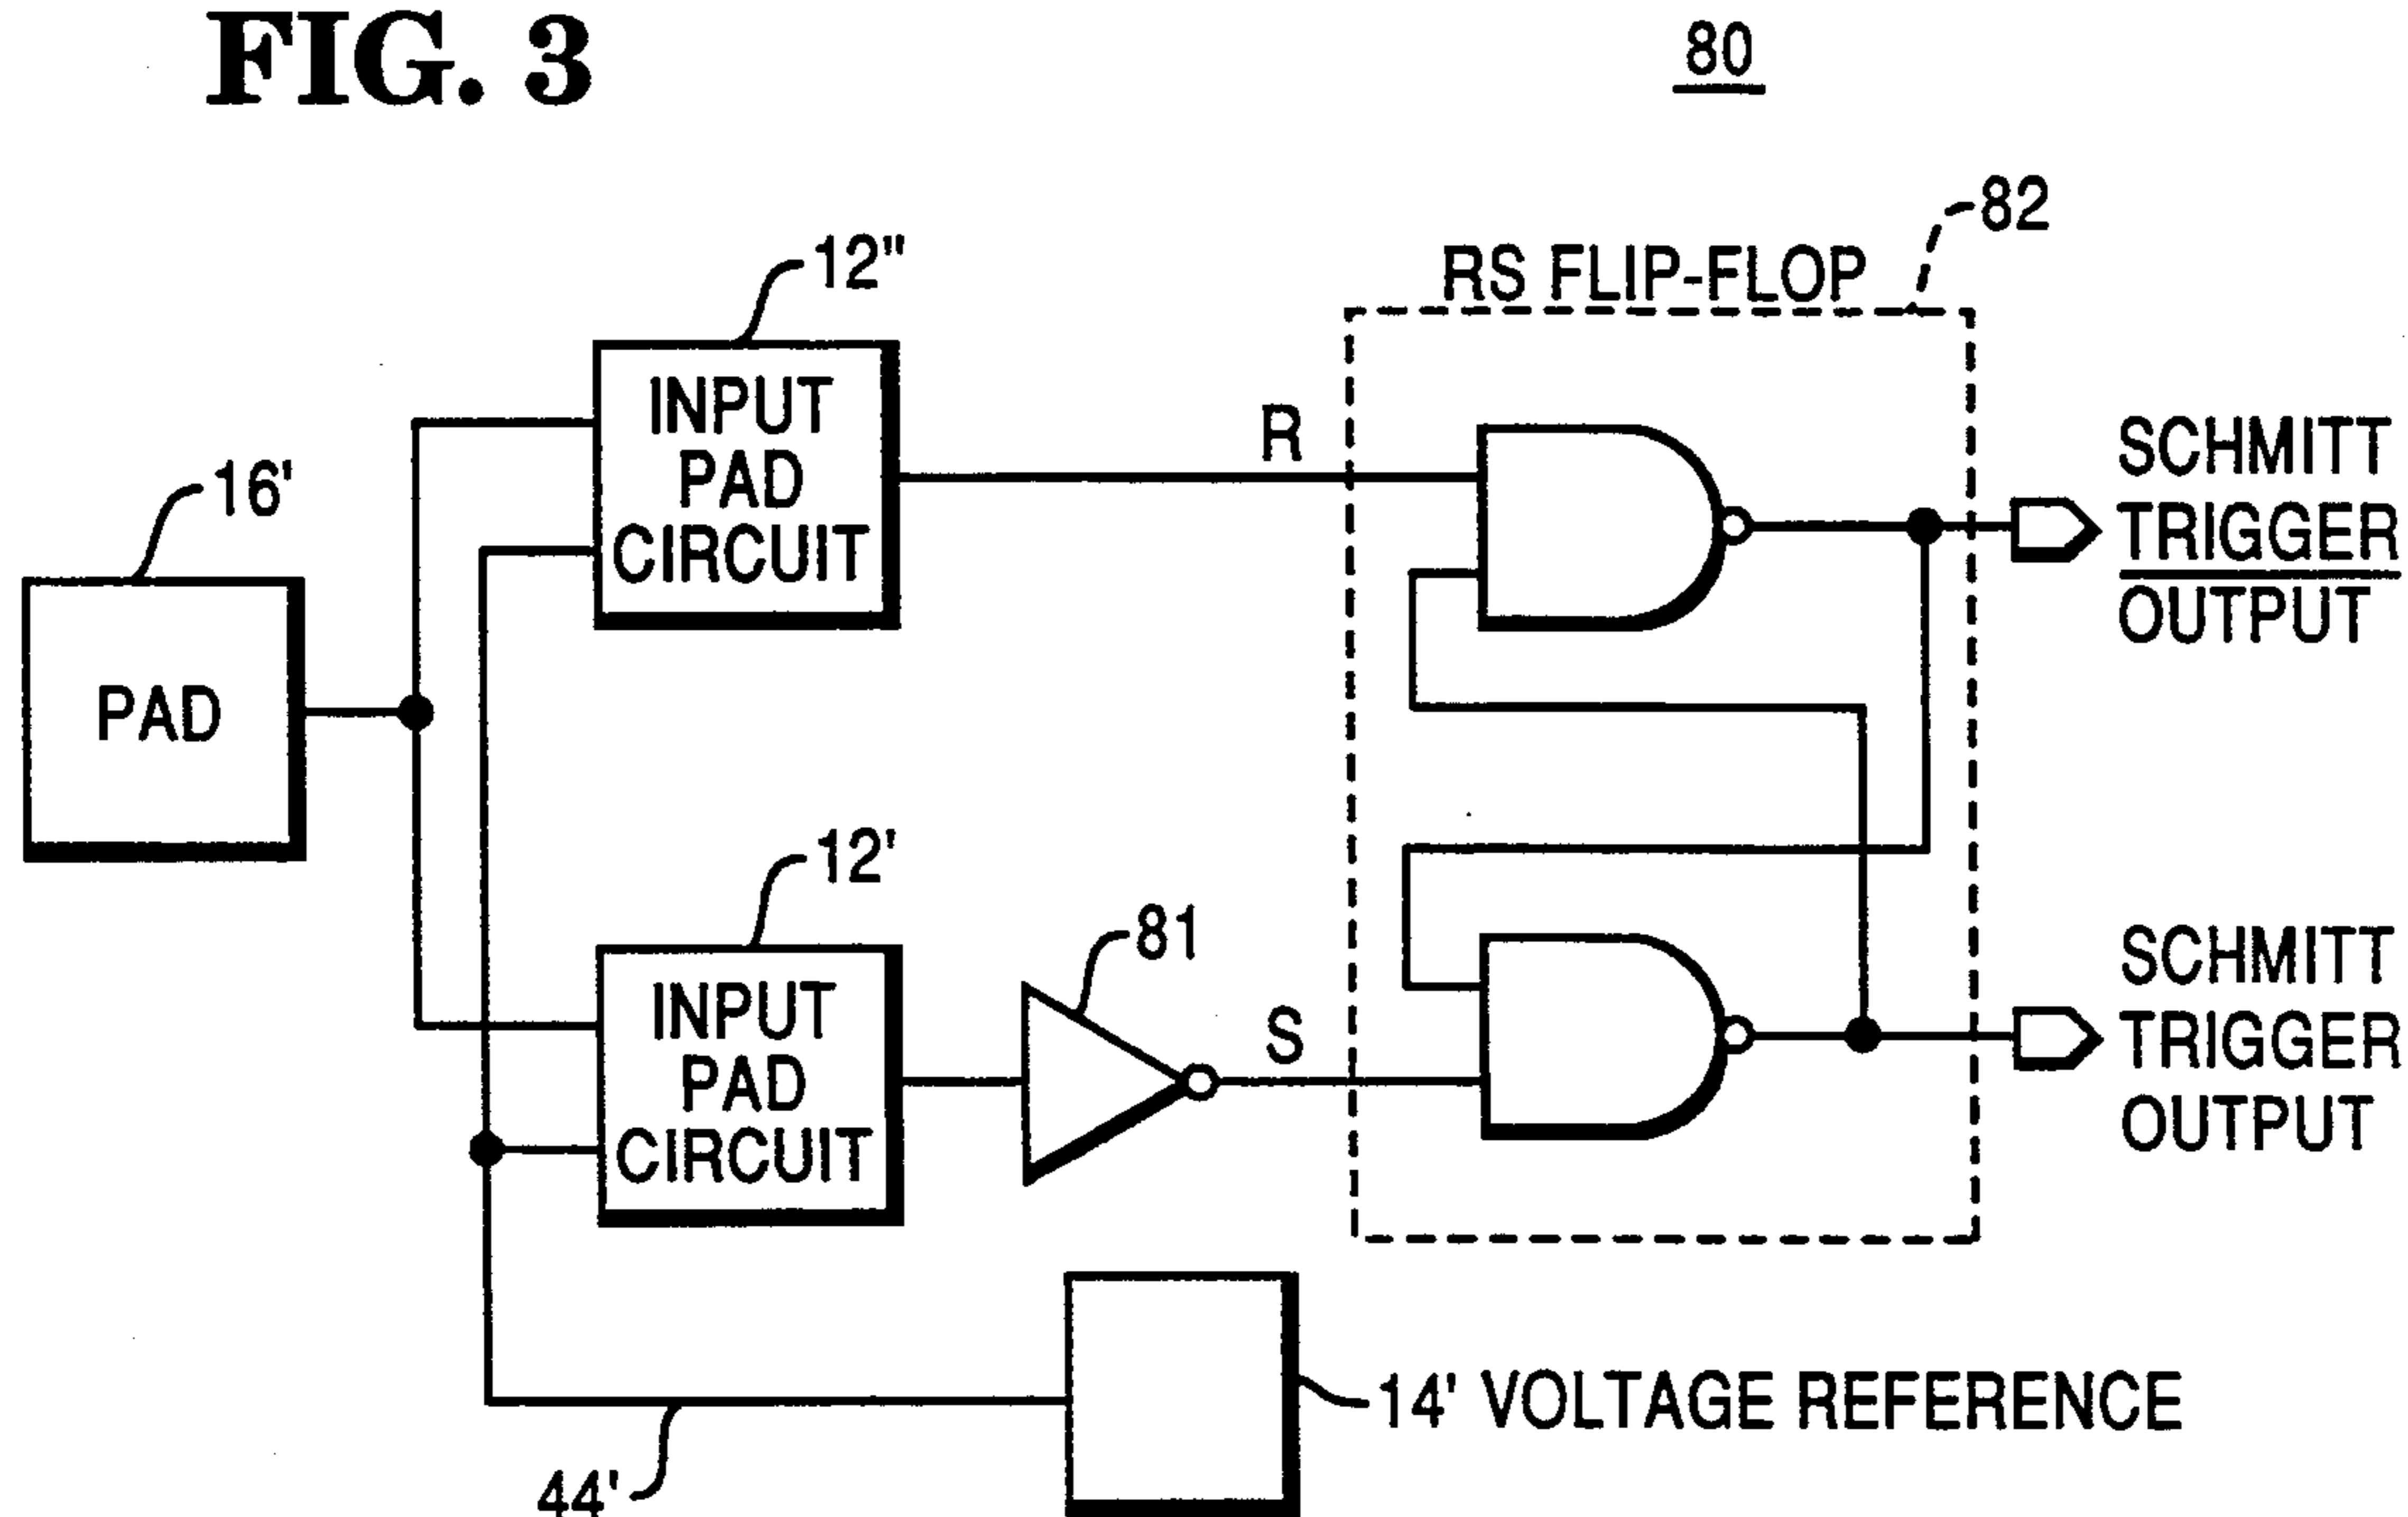 FIG. 3
80
82
RS FLIP-FLOP
12"
INPUT
PAD
CIRCUIT
R
SCHMITT
TRIGGER
OUTPUT
16'
PAD
12'
INPUT
PAD
CIRCUIT
81
S
SCHMITT
TRIGGER
OUTPUT
14' VOLTAGE REFERENCE
44'